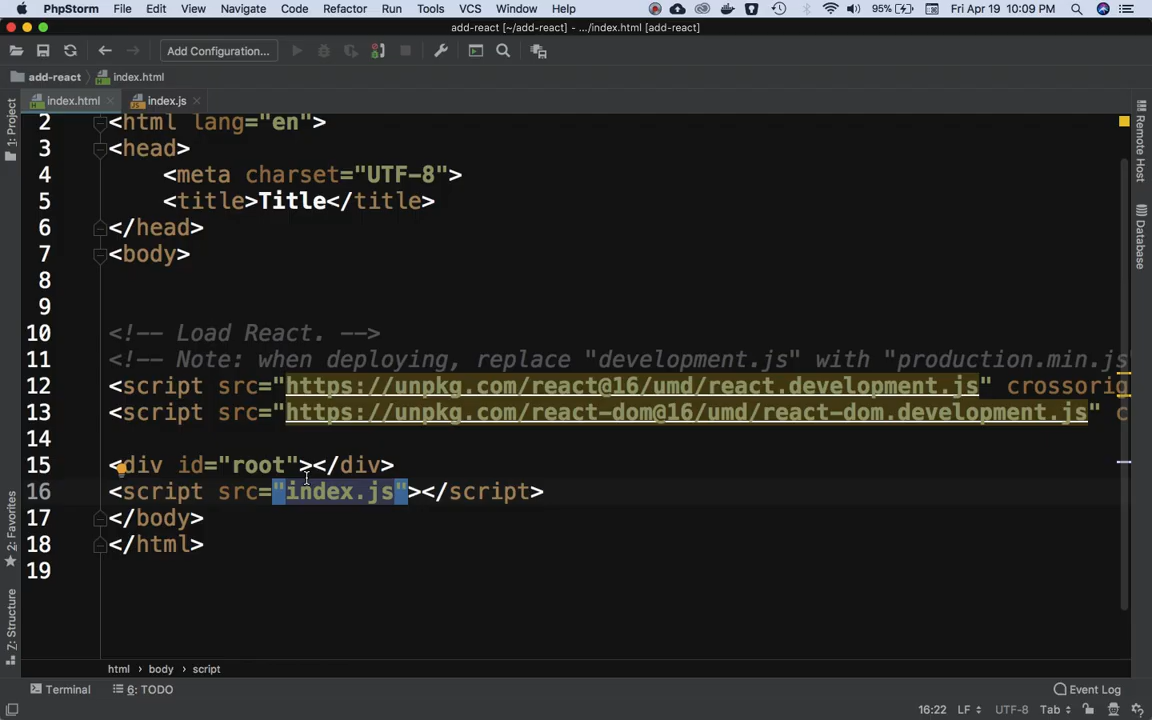 PhpStorm File Edit View Navigate Code Refactor Run Tools VCS Window Help 95% Fri Apr 19 10:09 PM
add-react [~/add-react] - .../index.html [add-react]
Add Configuration...
add-react index.html
index.html index.js
1: Project
2: Favorites
Z: Structure
Remote Host
Database
2 <html lang="en">
3 <head>
4 <meta charset="UTF-8">
5 <title>Title</title>
6 </head>
7 <body>
8
9
10 <!-- Load React. -->
11 <!-- Note: when deploying, replace "development.js" with "production.min.js
12 <script src="https://unpkg.com/react@16/umd/react.development.js" crossorig
13 <script src="https://unpkg.com/react-dom@16/umd/react-dom.development.js" c
14
15 <div id="root"></div>
16 <script src="index.js"></script>
17 </body>
18 </html>
19
html › body › script
Terminal 6: TODO Event Log
16:22 LF UTF-8 Tab